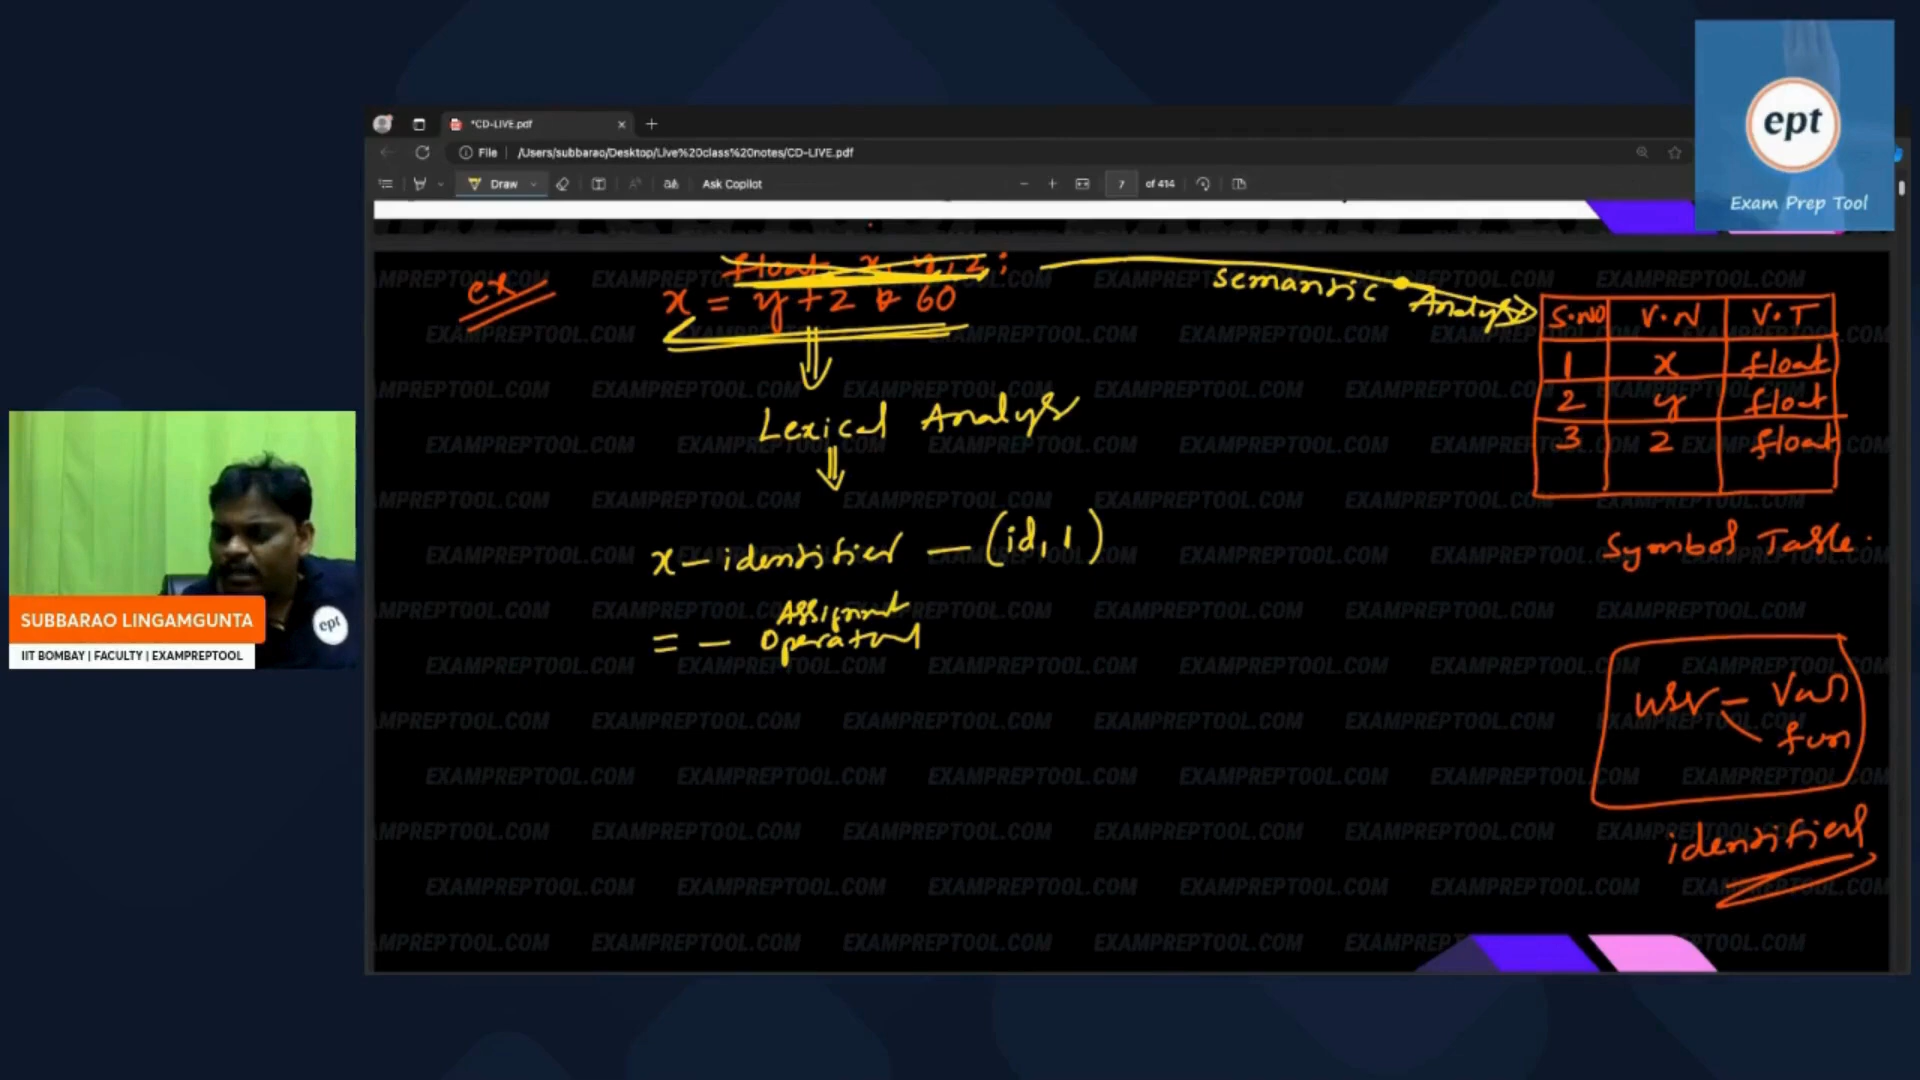 ept
Exam Prep Tool
*CD-LIVE.pdf
File /Users/subbarao/Desktop/Live%20class%20notes/CD-LIVE.pdf
Draw
Ask Copilot
7 of 414
ex
float x, y, z;
x = y + z * 60
semantic Analysis
S.NO V.N V.T
1 x float
2 y float
3 z float
Symbol Table.
Lexical Analysis
x - identifier - (id, 1)
= - Assignment Operator
usr - Var
fun
identifier
SUBBARAO LINGAMGUNTA
ept
IIT BOMBAY | FACULTY | EXAMPREPTOOL
EXAMPREPTOOL.COM